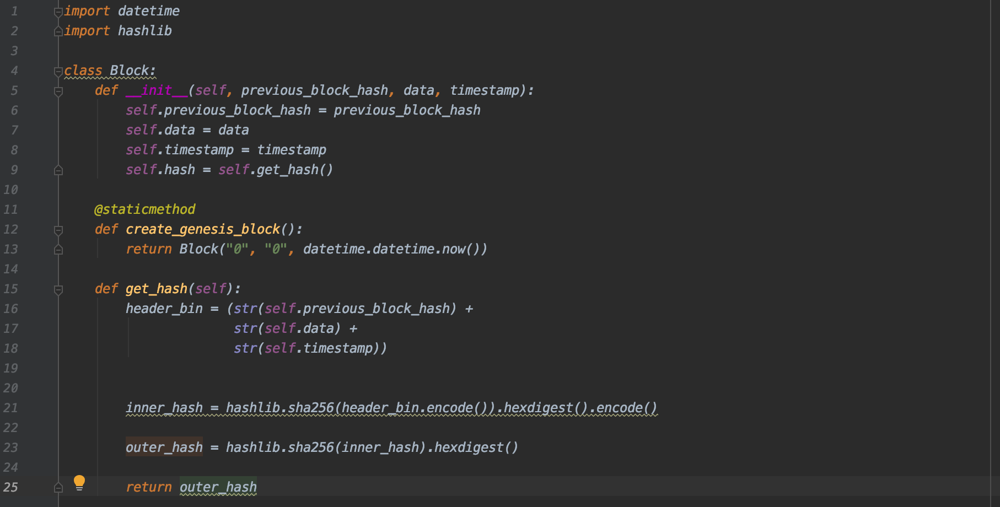 1 import datetime
2 import hashlib
3
4 class Block:
5     def __init__(self, previous_block_hash, data, timestamp):
6         self.previous_block_hash = previous_block_hash
7         self.data = data
8         self.timestamp = timestamp
9         self.hash = self.get_hash()
10
11     @staticmethod
12     def create_genesis_block():
13         return Block("0", "0", datetime.datetime.now())
14
15     def get_hash(self):
16         header_bin = (str(self.previous_block_hash) +
17                       str(self.data) +
18                       str(self.timestamp))
19
20
21         inner_hash = hashlib.sha256(header_bin.encode()).hexdigest().encode()
22
23         outer_hash = hashlib.sha256(inner_hash).hexdigest()
24
25         return outer_hash